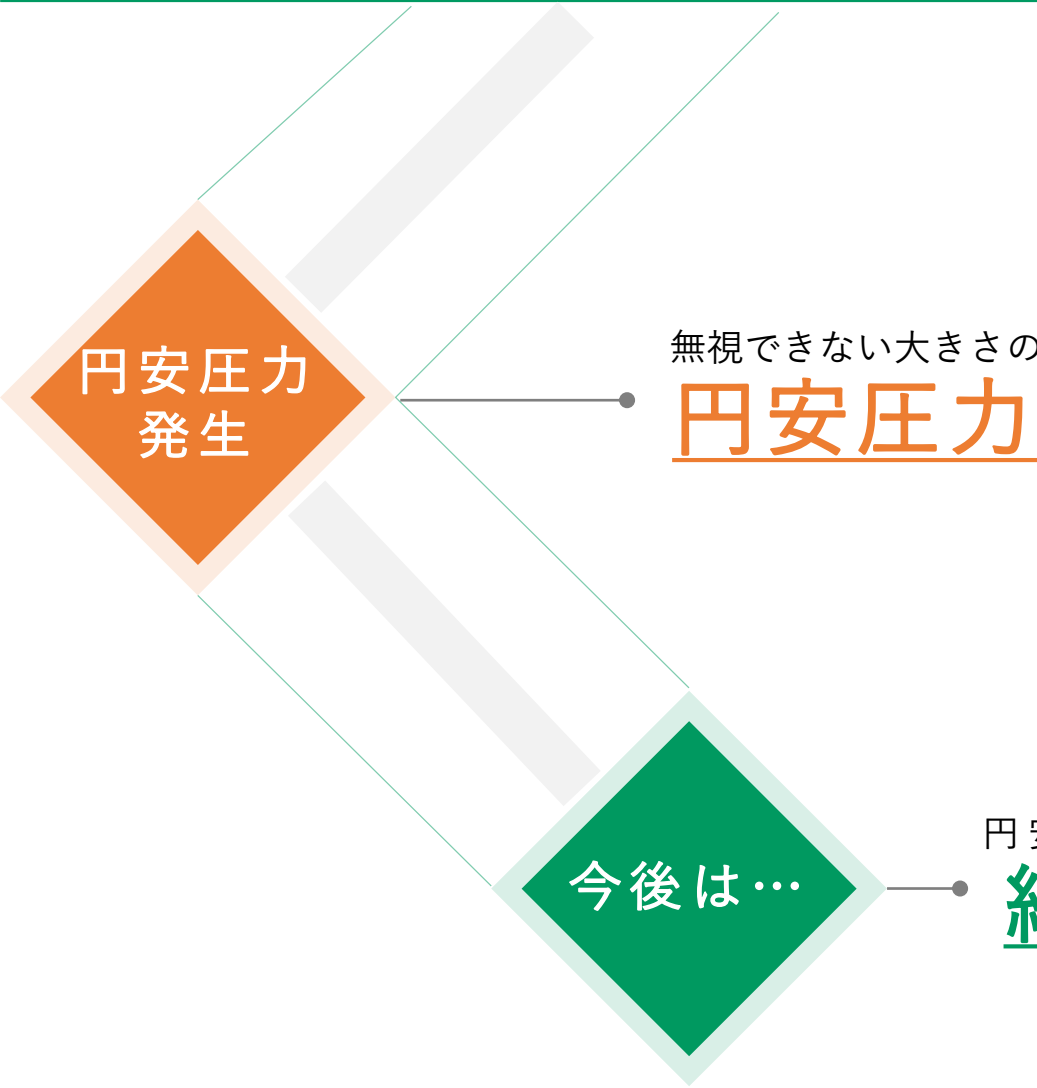 円安圧力
発生
無視できない大きさの
円安圧力
今後は…
円